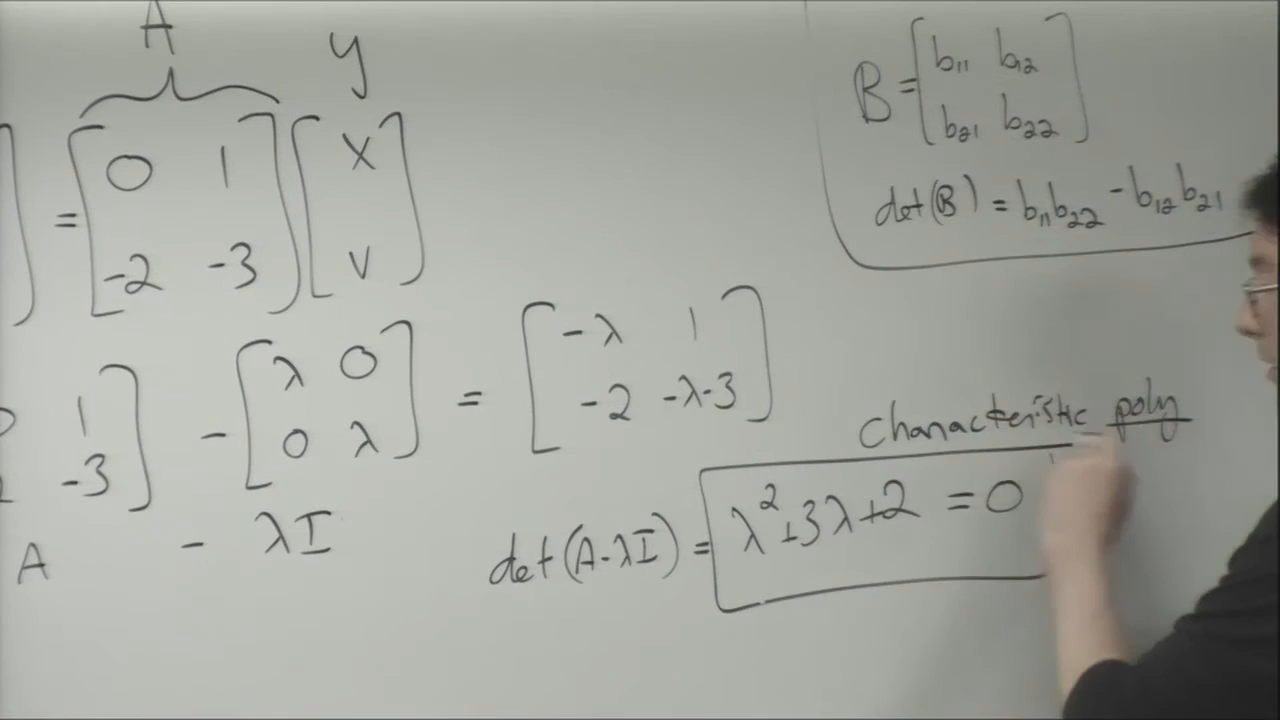 A y
= [0 1; -2 -3] [x; v]
B = [b₁₁ b₁₂; b₂₁ b₂₂]
det(B) = b₁₁b₂₂ - b₁₂b₂₁
1; -3] - [λ 0; 0 λ] = [-λ 1; -2 -λ-3]
A - λI
characteristic poly
det(A-λI) = λ²+3λ+2 = 0